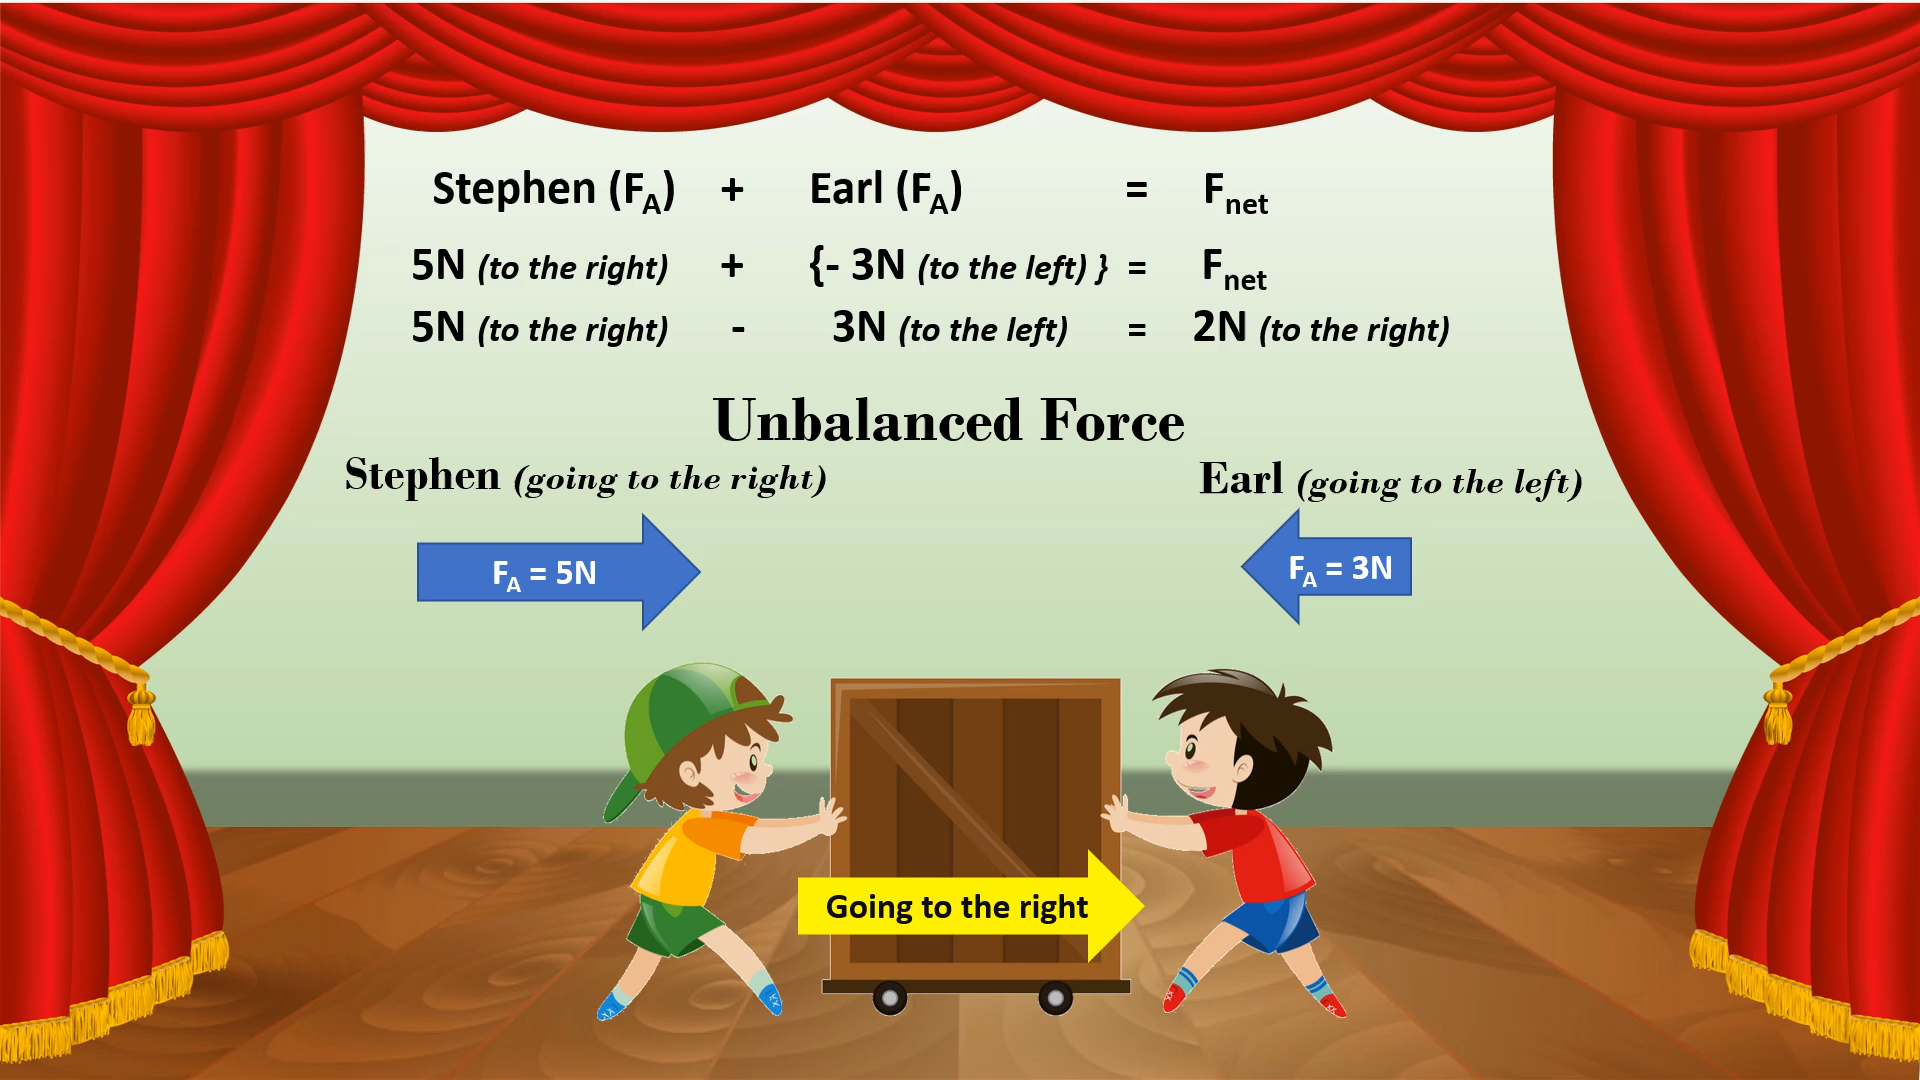 Stephen (FA) + Earl (FA) = Fnet
5N (to the right) + {- 3N (to the left) } = Fnet
5N (to the right) - 3N (to the left) = 2N (to the right)
Unbalanced Force
Stephen (going to the right)
Earl (going to the left)
FA = 5N
FA = 3N
Going to the right